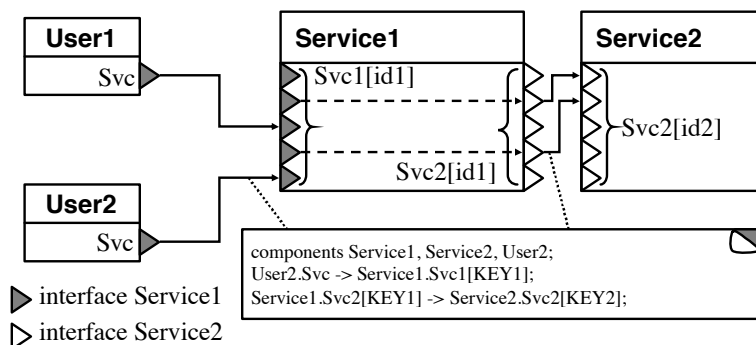 User1
Service1
Service2
Svc
Svc1[id1]
Svc2[id2]
Svc2[id1]
User2
Svc
components Service1, Service2, User2;
User2.Svc -> Service1.Svc1[KEY1];
Service1.Svc2[KEY1] -> Service2.Svc2[KEY2];
interface Service1
interface Service2